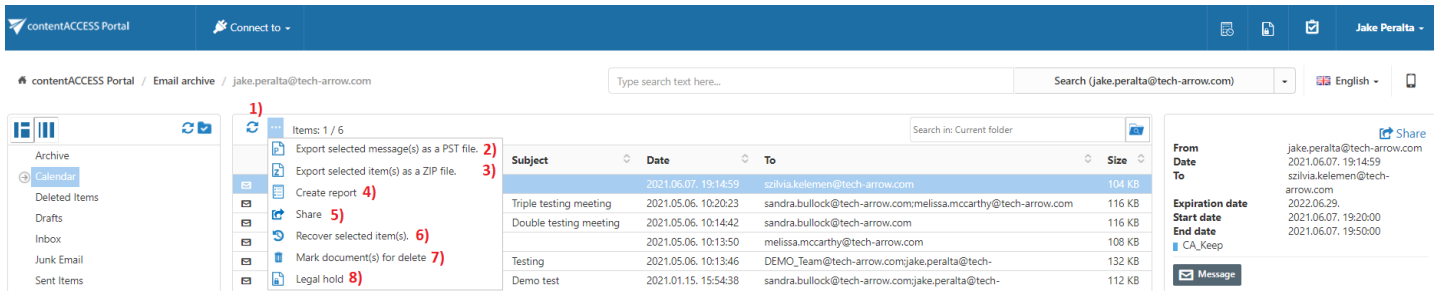 contentACCESS Portal
Connect to
Jake Peralta
contentACCESS Portal / Email archive / jake.peralta@tech-arrow.com
Type search text here...
Search (jake.peralta@tech-arrow.com)
English
Archive
Calendar
Deleted Items
Drafts
Inbox
Junk Email
Sent Items
1)
Items: 1 / 6
Search in: Current folder
Export selected message(s) as a PST file. 2)
Export selected item(s) as a ZIP file. 3)
Create report 4)
Share 5)
Recover selected item(s). 6)
Mark document(s) for delete 7)
Legal hold 8)
Subject Date To Size
2021.06.07. 19:14:59 szilvia.kelemen@tech-arrow.com 104 KB
Triple testing meeting 2021.05.06. 10:20:23 sandra.bullock@tech-arrow.com;melissa.mccarthy@tech-arrow.com 116 KB
Double testing meeting 2021.05.06. 10:14:42 sandra.bullock@tech-arrow.com 116 KB
2021.05.06. 10:13:50 melissa.mccarthy@tech-arrow.com 108 KB
Testing 2021.05.06. 10:13:46 DEMO_Team@tech-arrow.com;jake.peralta@tech- 132 KB
Demo test 2021.01.15. 15:54:38 sandra.bullock@tech-arrow.com;jake.peralta@tech- 112 KB
Share
From jake.peralta@tech-arrow.com
Date 2021.06.07. 19:14:59
To szilvia.kelemen@tech-
arrow.com
Expiration date 2022.06.29.
Start date 2021.06.07. 19:20:00
End date 2021.06.07. 19:50:00
CA_Keep
Message